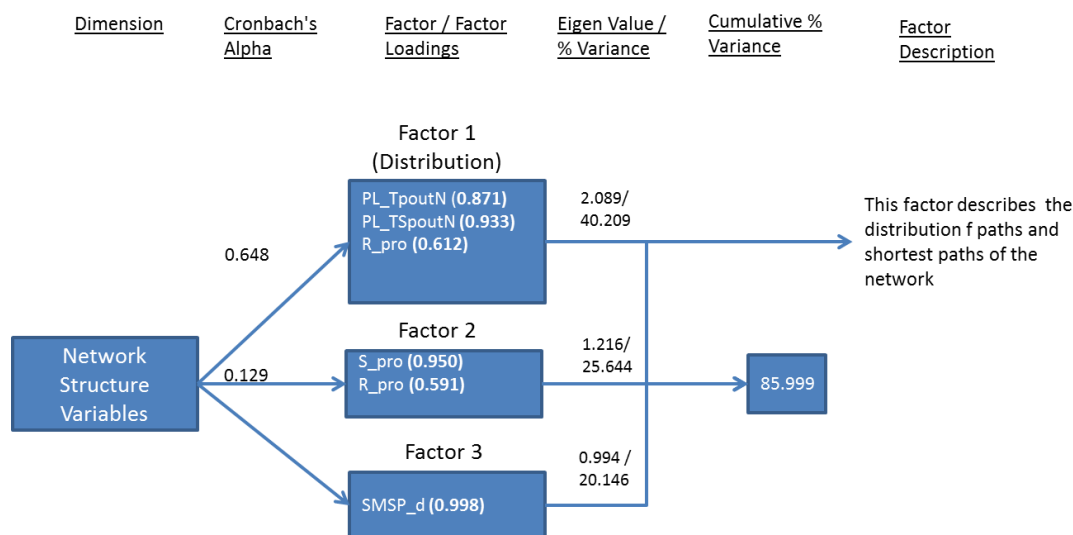 Dimension
Cronbach's
Alpha
Factor / Factor
Loadings
Eigen Value /
% Variance
Cumulative %
Variance
Factor
Description
Factor 1
(Distribution)
PL_TpoutN (0.871)
PL_TSpoutN (0.933)
R_pro (0.612)
2.089/
40.209
This factor describes the
distribution f paths and
shortest paths of the
network
0.648
Network
Structure
Variables
0.129
Factor 2
S_pro (0.950)
R_pro (0.591)
1.216/
25.644
85.999
Factor 3
SMSP_d (0.998)
0.994 /
20.146